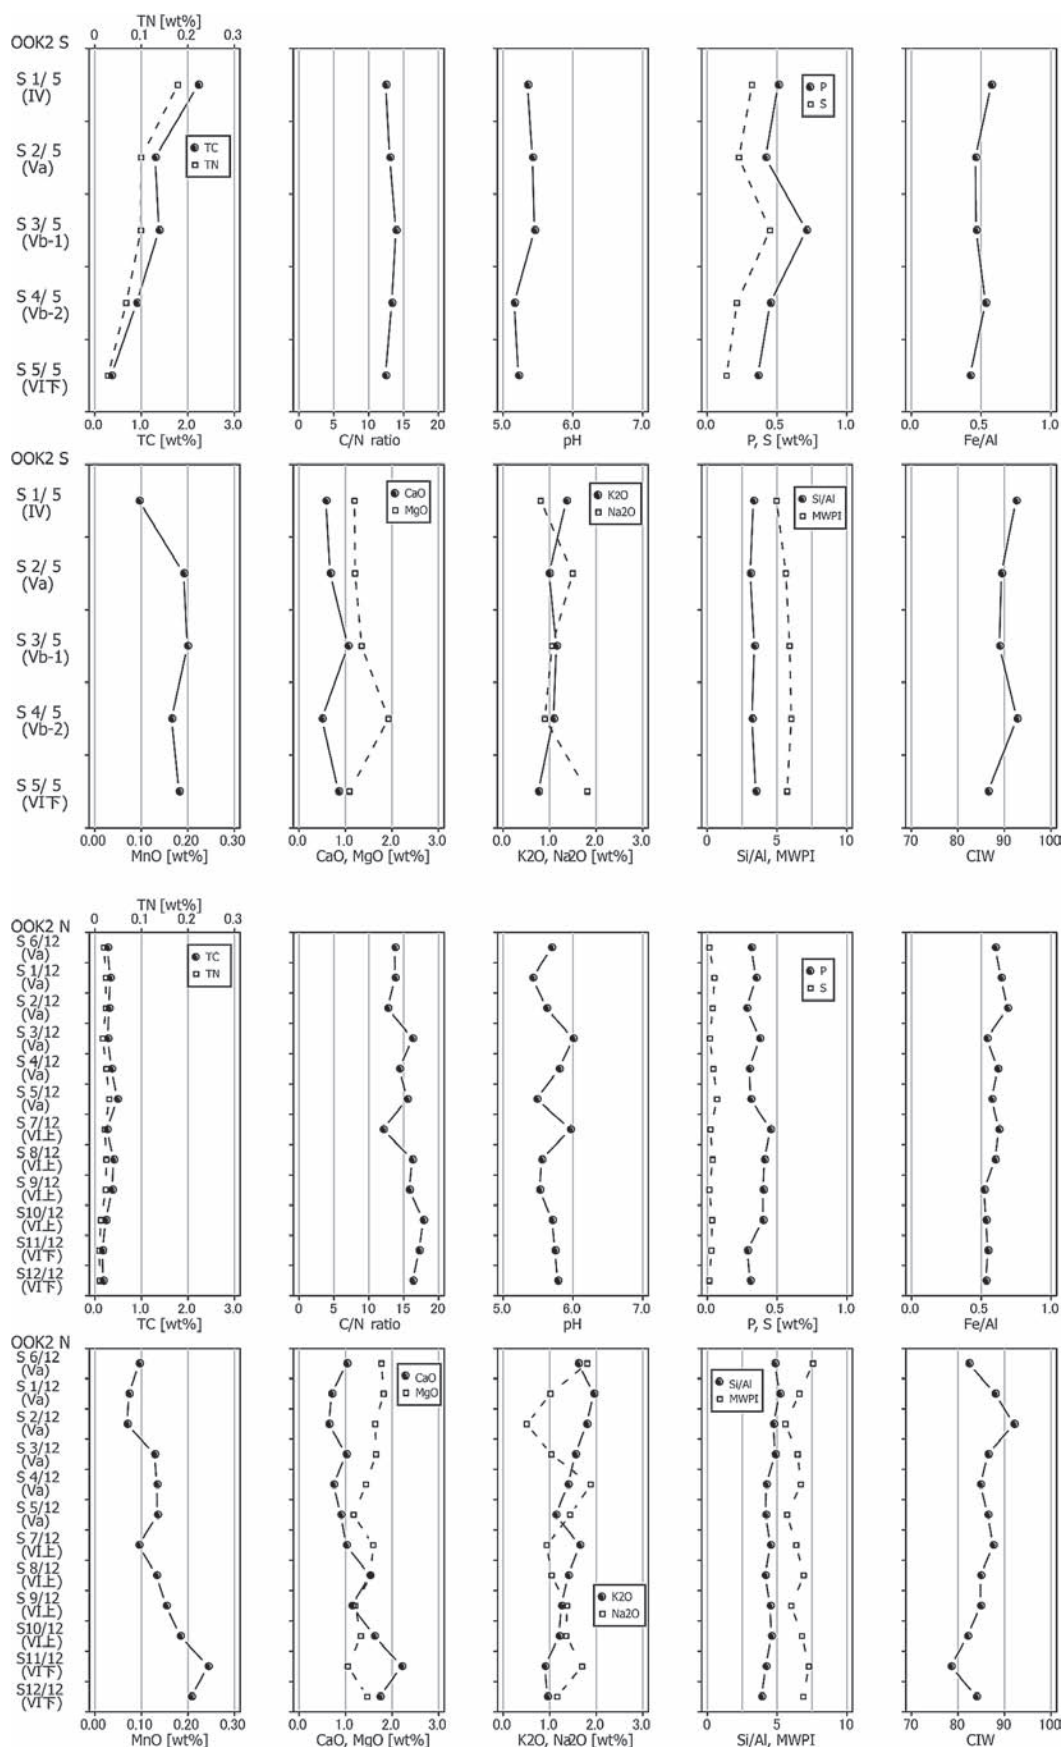 TN [wt%]
0 0.1 0.2 0.3
OOK2 S
S 1/ 5
(IV)
S 2/ 5
(Va)
S 3/ 5
(Vb-1)
S 4/ 5
(Vb-2)
S 5/ 5
(VI下)
TC
TN
P
S
0.0 1.0 2.0 3.0
TC [wt%]
0 10 15 20
C/N ratio
5.0 6.0 7.0
pH
0.0 0.5 1.0
P, S [wt%]
0.0 0.5 1.0
Fe/Al
OOK2 S
S 1/ 5
(IV)
S 2/ 5
(Va)
S 3/ 5
(Vb-1)
S 4/ 5
(Vb-2)
S 5/ 5
(VI下)
CaO
MgO
K2O
Na2O
Si/Al
MWPI
0.00 0.10 0.20 0.30
MnO [wt%]
0.0 1.0 2.0 3.0
CaO, MgO [wt%]
0.0 1.0 2.0 3.0
K2O, Na2O [wt%]
0 5 10
Si/Al, MWPI
70 80 90 100
CIW
TN [wt%]
0 0.1 0.2 0.3
OOK2 N
S 6/12
(Va)
S 1/12
(Va)
S 2/12
(Va)
S 3/12
(Va)
S 4/12
(Va)
S 5/12
(Va)
S 7/12
(VI上)
S 8/12
(VI上)
S 9/12
(VI上)
S10/12
(VI上)
S11/12
(VI下)
S12/12
(VI下)
TC
TN
P
S
0.0 1.0 2.0 3.0
TC [wt%]
0 10 15 20
C/N ratio
5.0 6.0 7.0
pH
0.0 0.5 1.0
P, S [wt%]
0.0 0.5 1.0
Fe/Al
OOK2 N
S 6/12
(Va)
S 1/12
(Va)
S 2/12
(Va)
S 3/12
(Va)
S 4/12
(Va)
S 5/12
(Va)
S 7/12
(VI上)
S 8/12
(VI上)
S 9/12
(VI上)
S10/12
(VI上)
S11/12
(VI下)
S12/12
(VI下)
CaO
MgO
K2O
Na2O
Si/Al
MWPI
0.00 0.10 0.20 0.30
MnO [wt%]
0.0 1.0 2.0 3.0
CaO, MgO [wt%]
0.0 1.0 2.0 3.0
K2O, Na2O [wt%]
0 5 10
Si/Al, MWPI
70 80 90 100
CIW